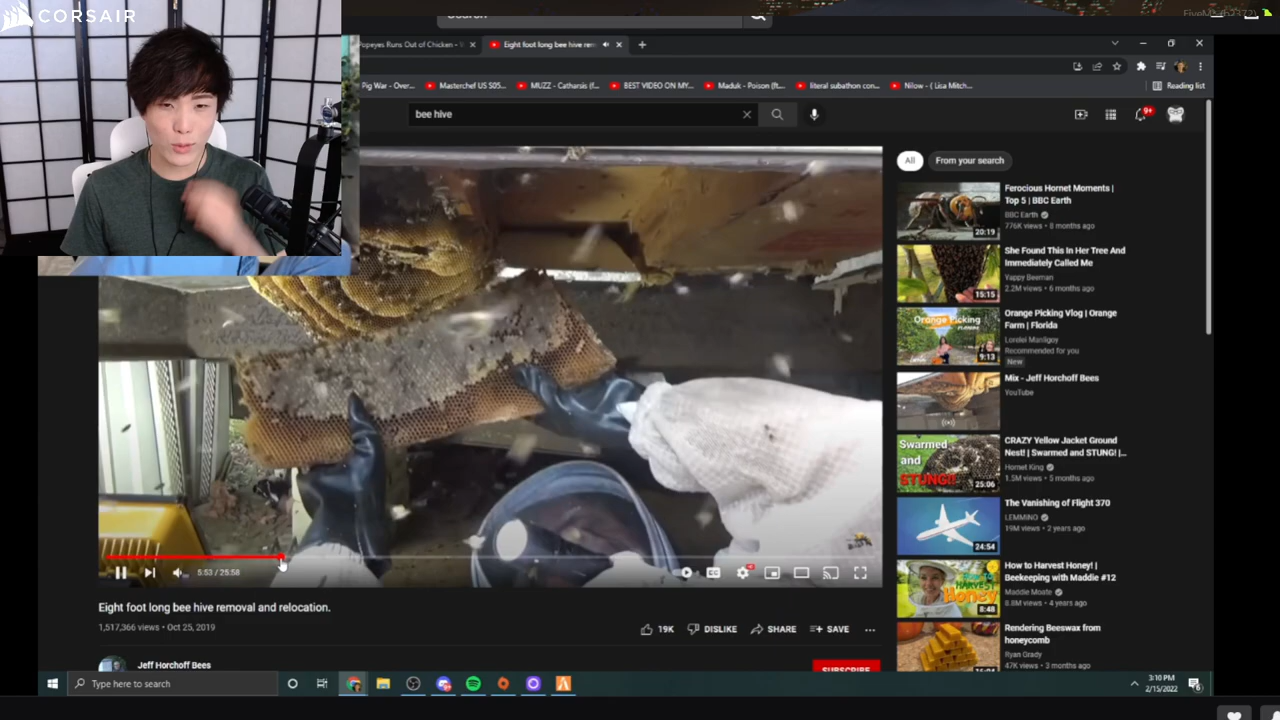 CORSAIR
Search
Popeyes Runs Out of Chicken -
Eight foot long bee hive rem
Pig War - Over...
Masterchef US S05...
MUZZ - Catharsis (f...
BEST VIDEO ON MY...
Maduk - Poison (ft....
literal subathon con...
Nilow - ( Lisa Mitch...
Reading list
bee hive
9+
All
From your search
Ferocious Hornet Moments |
Top 5 | BBC Earth
BBC Earth
776K views • 8 months ago
20:19
She Found This In Her Tree And
Immediately Called Me
Yappy Beeman
2.2M views • 6 months ago
15:15
Orange Picking
FLORIDA
Orange Picking Vlog | Orange
Farm | Florida
Recommended for you
New
9:13
Mix - Jeff Horchoff Bees
YouTube
Swarmed
and
STUNG!
CRAZY Yellow Jacket Ground
Nest! | Swarmed and STUNG! |...
Hornet King
1.5M views • 5 months ago
25:06
The Vanishing of Flight 370
LEMMiNO
19M views • 2 years ago
24:54
How to Harvest Honey! |
Beekeeping with Maddie #12
Maddie Moate
8.8M views • 4 years ago
8:48
Rendering Beeswax from
honeycomb
Ryan Grady
47K views • 3 months ago
5:53 / 25:58
CC
Eight foot long bee hive removal and relocation.
1,517,366 views • Oct 25, 2019
19K
DISLIKE
SHARE
SAVE
Jeff Horchoff Bees
SUBSCRIBE
Type here to search
3:10 PM
2/15/2022
6